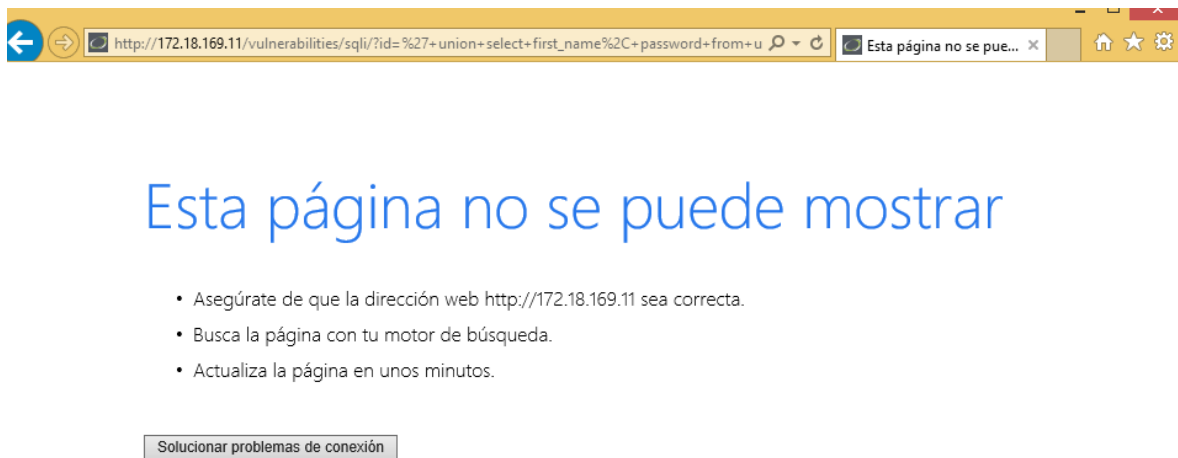 http://172.18.169.11/vulnerabilities/sqli/?id=%27+union+select+first_name%2C+password+from+u
Esta página no se pue...
Esta página no se puede mostrar
• Asegúrate de que la dirección web http://172.18.169.11 sea correcta.
• Busca la página con tu motor de búsqueda.
• Actualiza la página en unos minutos.
Solucionar problemas de conexión